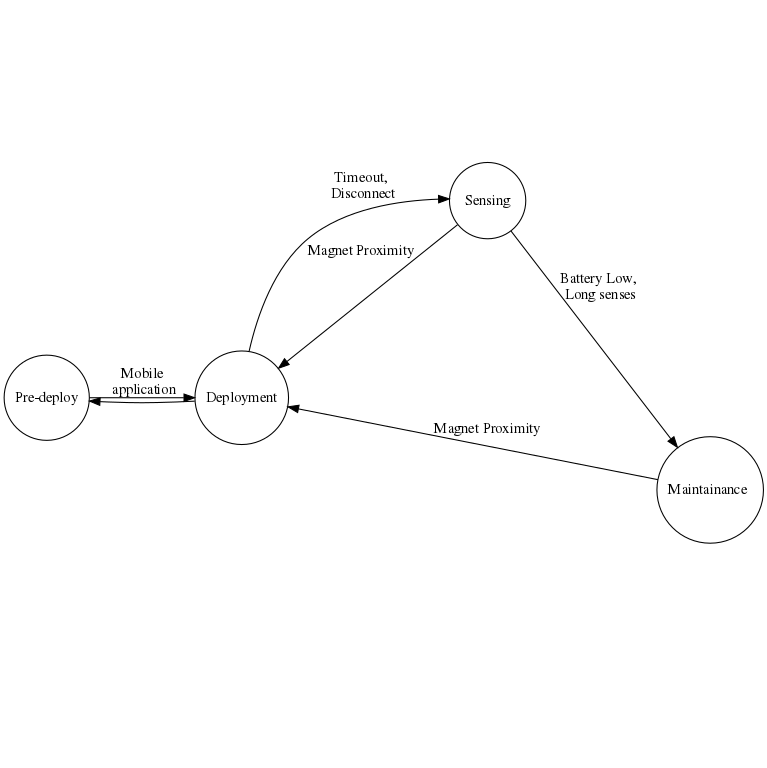 Timeout,
Disconnect
Sensing
Magnet Proximity
Battery Low,
Long senses
Mobile
application
Pre-deploy
Deployment
Magnet Proximity
Maintainance